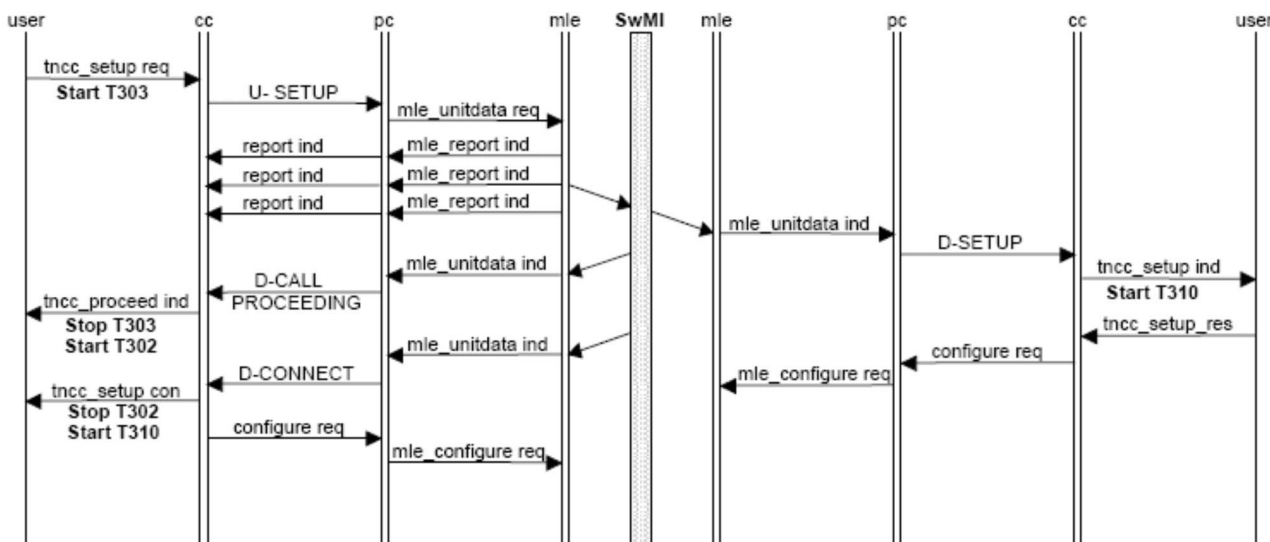 user cc pc mle SwMI mle pc cc user
tncc_setup req
Start T303
U- SETUP
mle_unitdata req
report ind
mle_report ind
report ind
mle_report ind
report ind
mle_report ind
mle_unitdata ind
D-SETUP
tncc_setup ind
Start T310
mle_unitdata ind
D-CALL
PROCEEDING
tncc_proceed ind
Stop T303
Start T302
tncc_setup_res
configure req
mle_configure req
mle_unitdata ind
D-CONNECT
tncc_setup con
Stop T302
Start T310
configure req
mle_configure req